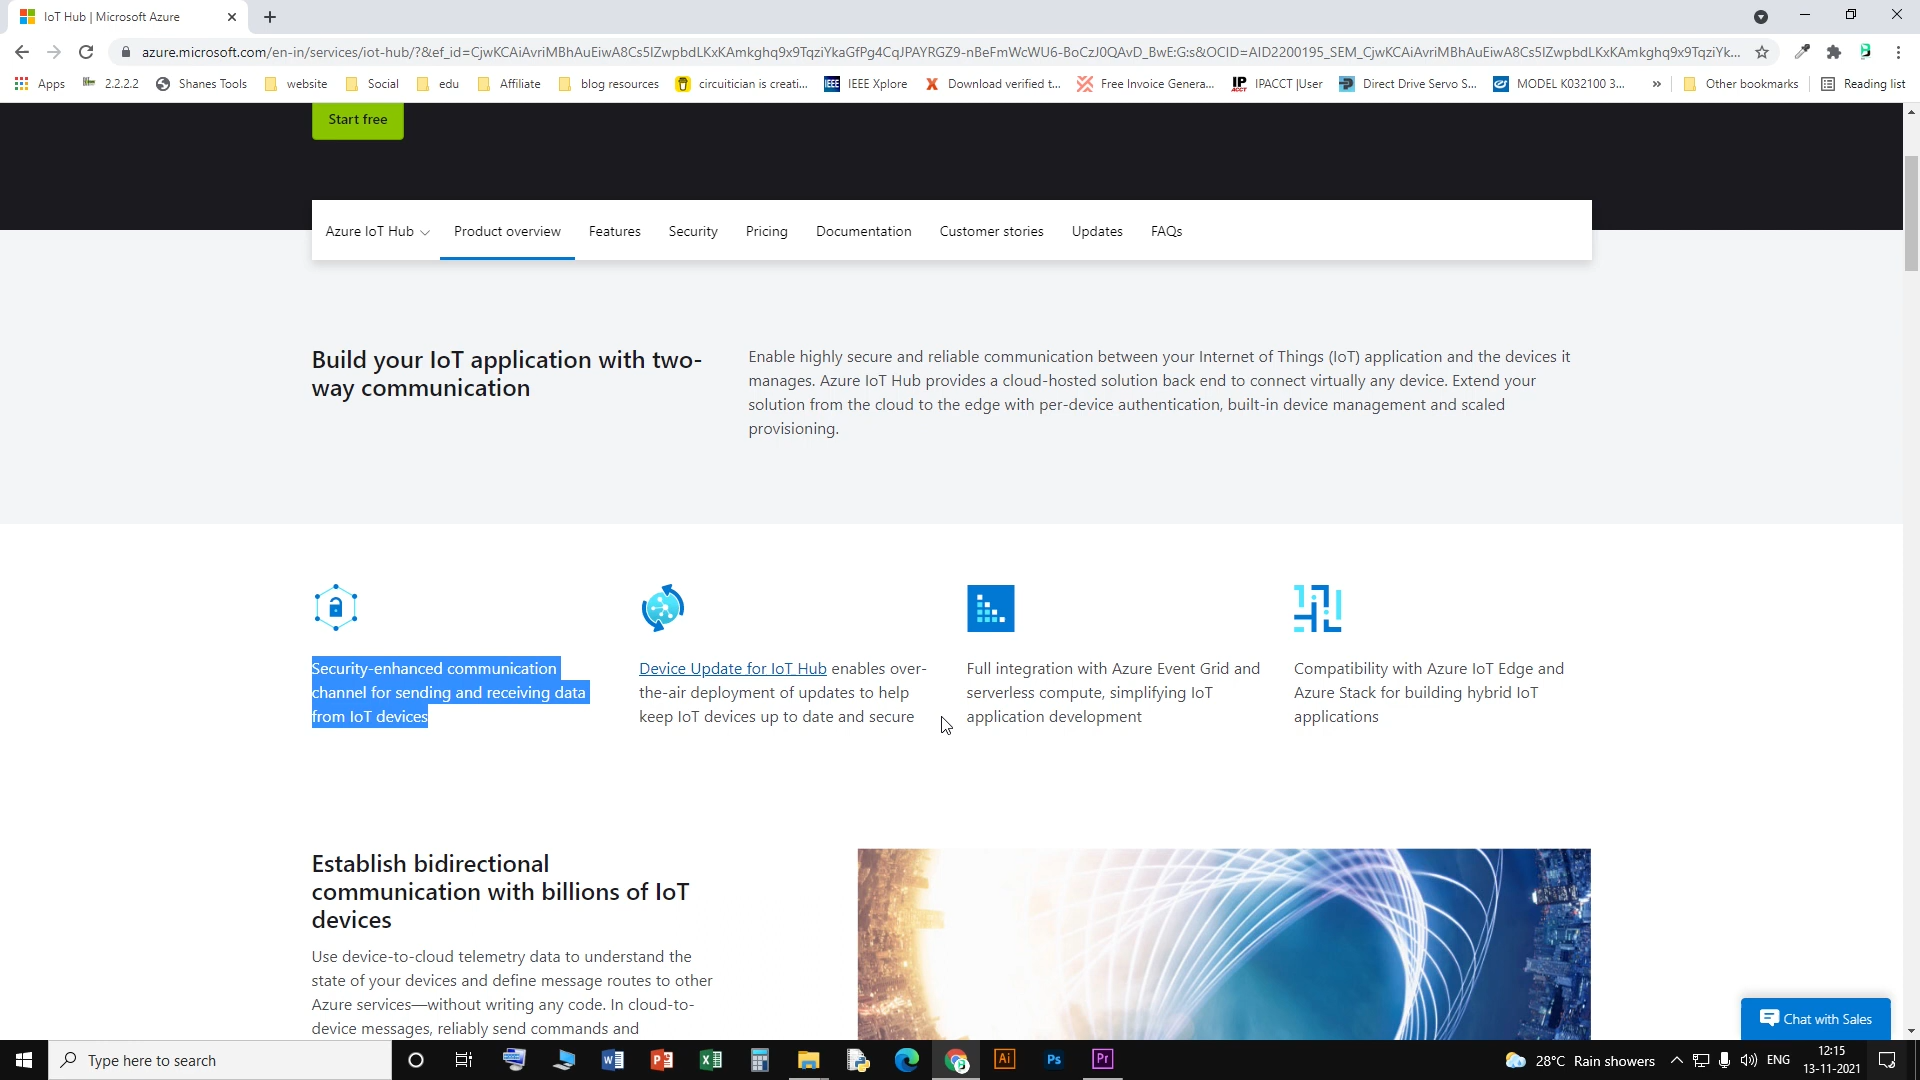 IoT Hub | Microsoft Azure
azure.microsoft.com/en-in/services/iot-hub/?&ef_id=CjwKCAiAvriMBhAuEiwA8Cs5lZwpbdLKxKAmkghq9x9TqziYkaGfPg4CqJPAYRGZ9-nBeFmWcWU6-BoCzJ0QAvD_BwE:G:s&OCID=AID2200195_SEM_CjwKCAiAvriMBhAuEiwA8Cs5lZwpbdLKxKAmkghq9x9TqziYk...
Apps 2.2.2.2 Shanes Tools website Social edu Affiliate blog resources circuitician is creati... IEEE Xplore Download verified t... Free Invoice Genera... IPACCT |User Direct Drive Servo S... MODEL K032100 3... » Other bookmarks Reading list
Start free
Azure IoT Hub Product overview Features Security Pricing Documentation Customer stories Updates FAQs
Build your IoT application with two-
way communication
Enable highly secure and reliable communication between your Internet of Things (IoT) application and the devices it
manages. Azure IoT Hub provides a cloud-hosted solution back end to connect virtually any device. Extend your
solution from the cloud to the edge with per-device authentication, built-in device management and scaled
provisioning.
Security-enhanced communication
channel for sending and receiving data
from IoT devices
Device Update for IoT Hub enables over-
the-air deployment of updates to help
keep IoT devices up to date and secure
Full integration with Azure Event Grid and
serverless compute, simplifying IoT
application development
Compatibility with Azure IoT Edge and
Azure Stack for building hybrid IoT
applications
Establish bidirectional
communication with billions of IoT
devices
Use device-to-cloud telemetry data to understand the
state of your devices and define message routes to other
Azure services—without writing any code. In cloud-to-
device messages, reliably send commands and
Chat with Sales
Type here to search
28°C Rain showers
ENG
12:15
13-11-2021